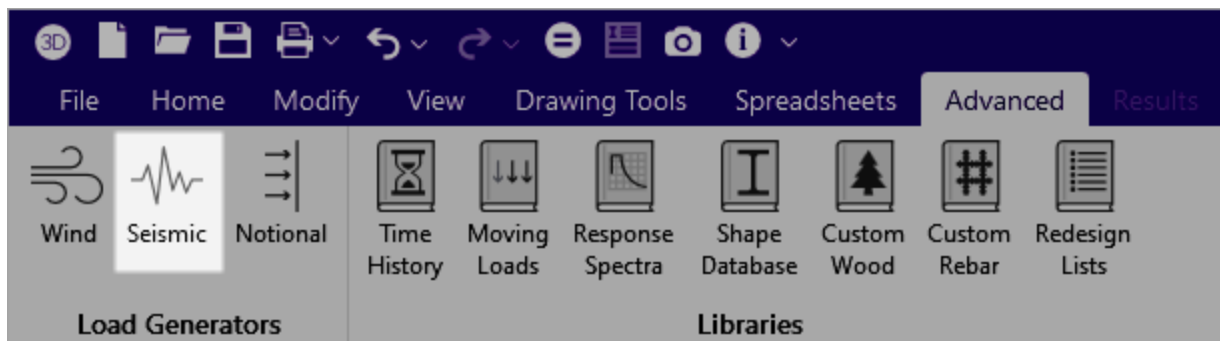 3D
File Home Modify View Drawing Tools Spreadsheets Advanced Results
Wind Seismic Notional Time History Moving Loads Response Spectra Shape Database Custom Wood Custom Rebar Redesign Lists
Load Generators Libraries